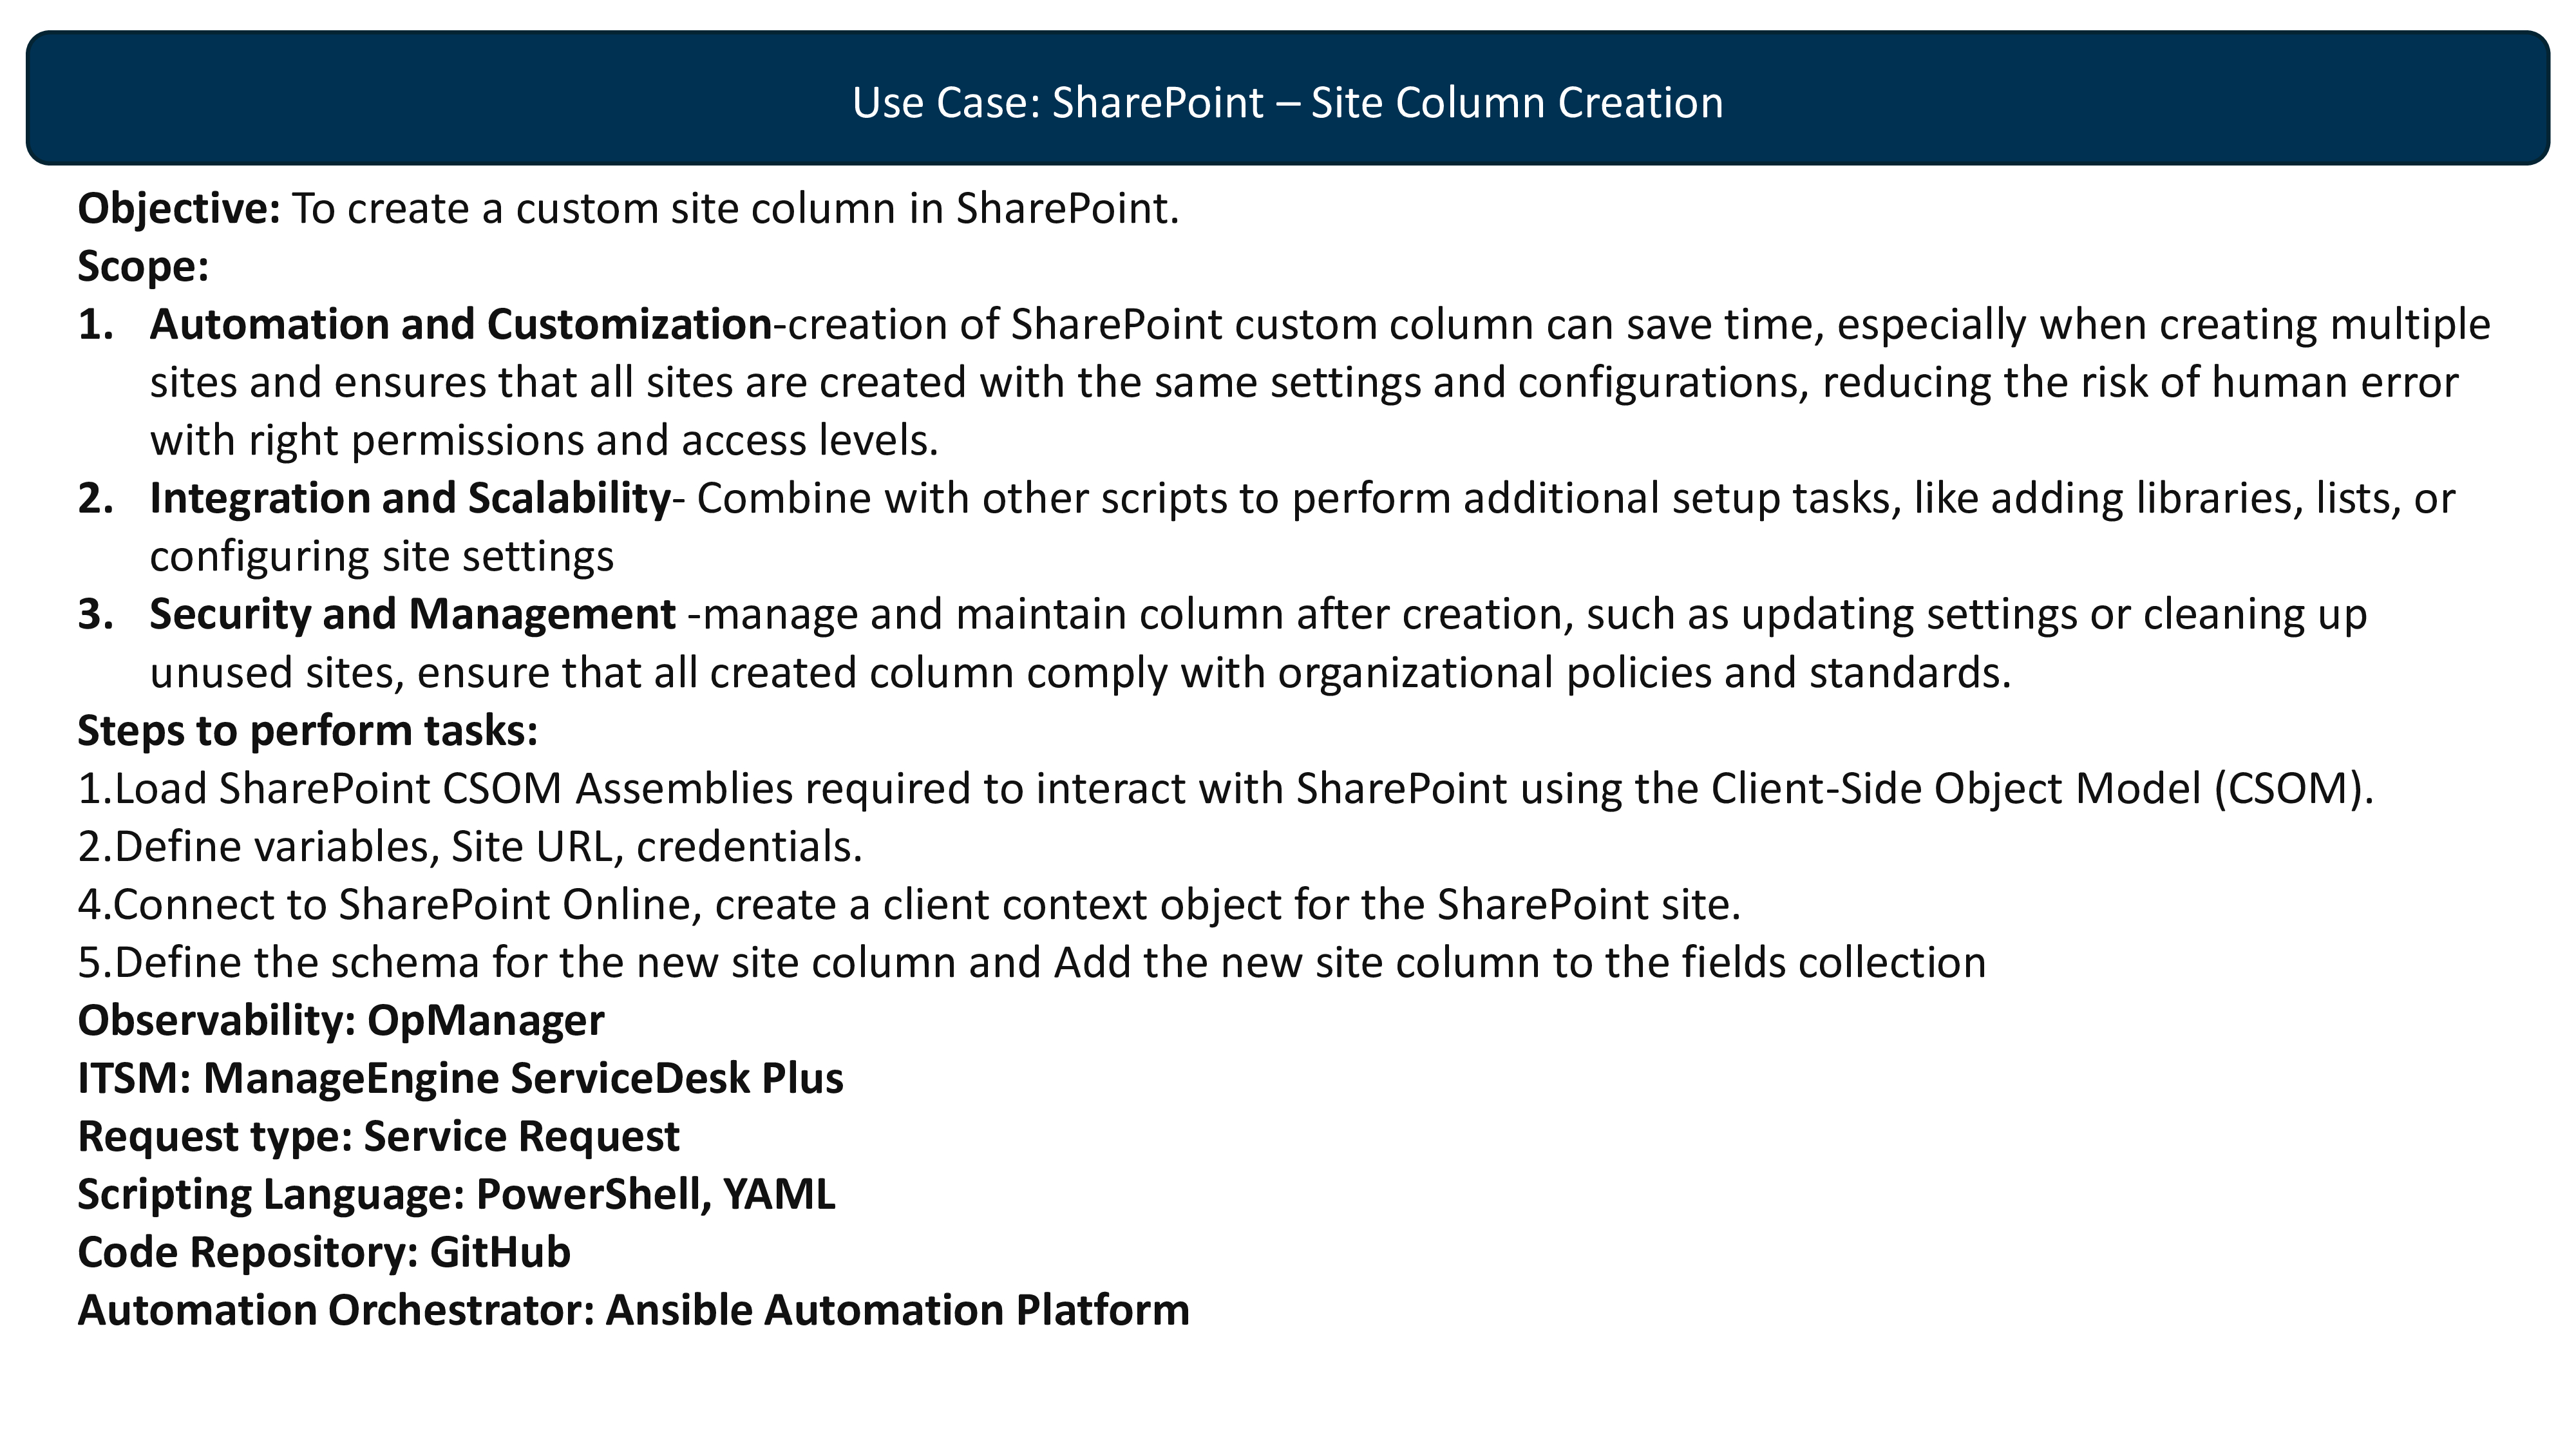 Use Case: SharePoint – Site Column Creation
Objective: To create a custom site column in SharePoint.
Scope:
1. Automation and Customization-creation of SharePoint custom column can save time, especially when creating multiple
sites and ensures that all sites are created with the same settings and configurations, reducing the risk of human error
with right permissions and access levels.
2. Integration and Scalability- Combine with other scripts to perform additional setup tasks, like adding libraries, lists, or
configuring site settings
3. Security and Management -manage and maintain column after creation, such as updating settings or cleaning up
unused sites, ensure that all created column comply with organizational policies and standards.
Steps to perform tasks:
1.Load SharePoint CSOM Assemblies required to interact with SharePoint using the Client-Side Object Model (CSOM).
2.Define variables, Site URL, credentials.
4.Connect to SharePoint Online, create a client context object for the SharePoint site.
5.Define the schema for the new site column and Add the new site column to the fields collection
Observability: OpManager
ITSM: ManageEngine ServiceDesk Plus
Request type: Service Request
Scripting Language: PowerShell, YAML
Code Repository: GitHub
Automation Orchestrator: Ansible Automation Platform